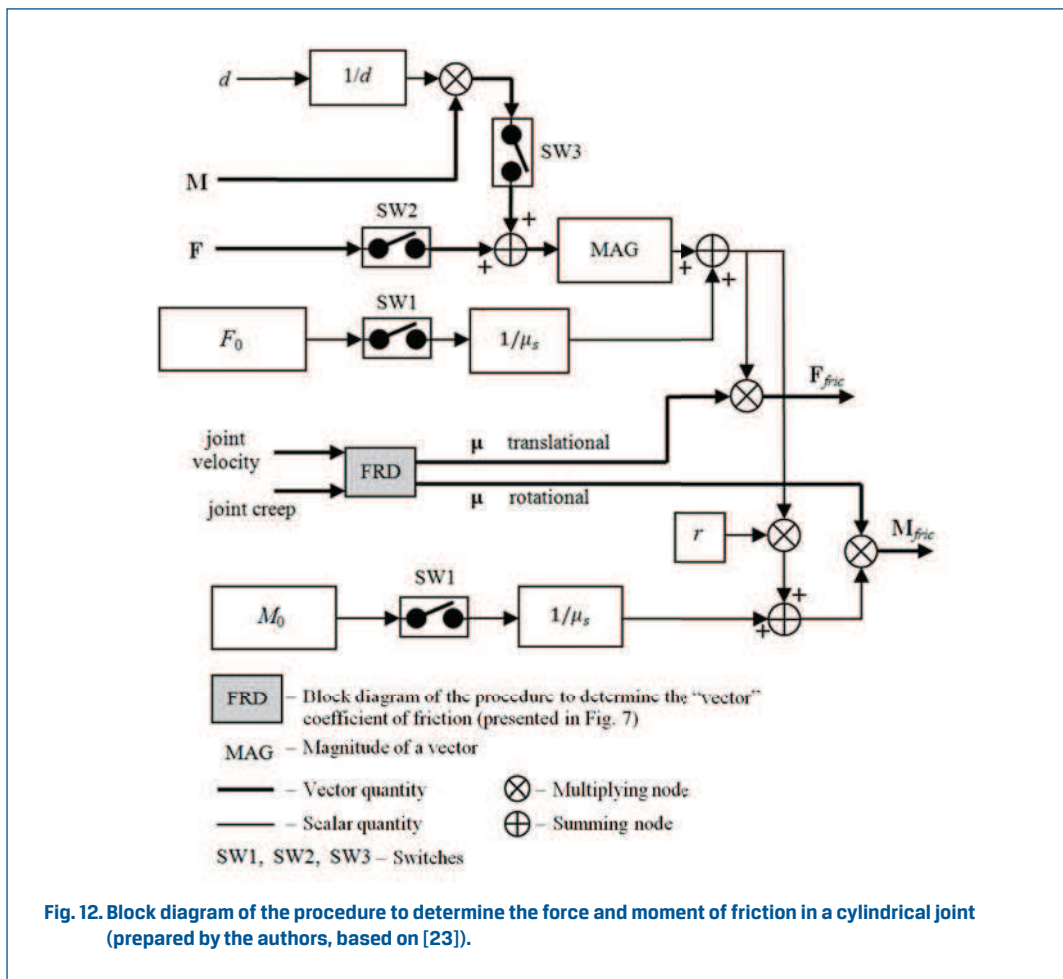 d
1/d
SW3
M
SW2
F
+
+
MAG
+
+
SW1
F₀
1/μₛ
F_fric
joint
velocity
μ translational
FRD
joint creep
μ rotational
r
M_fric
SW1
M₀
1/μₛ
+
+
FRD – Block diagram of the procedure to determine the “vector”
coefficient of friction (presented in Fig. 7)
MAG – Magnitude of a vector
– Vector quantity
– Multiplying node
– Scalar quantity
– Summing node
SW1, SW2, SW3 – Switches
Fig. 12. Block diagram of the procedure to determine the force and moment of friction in a cylindrical joint
(prepared by the authors, based on [23]).